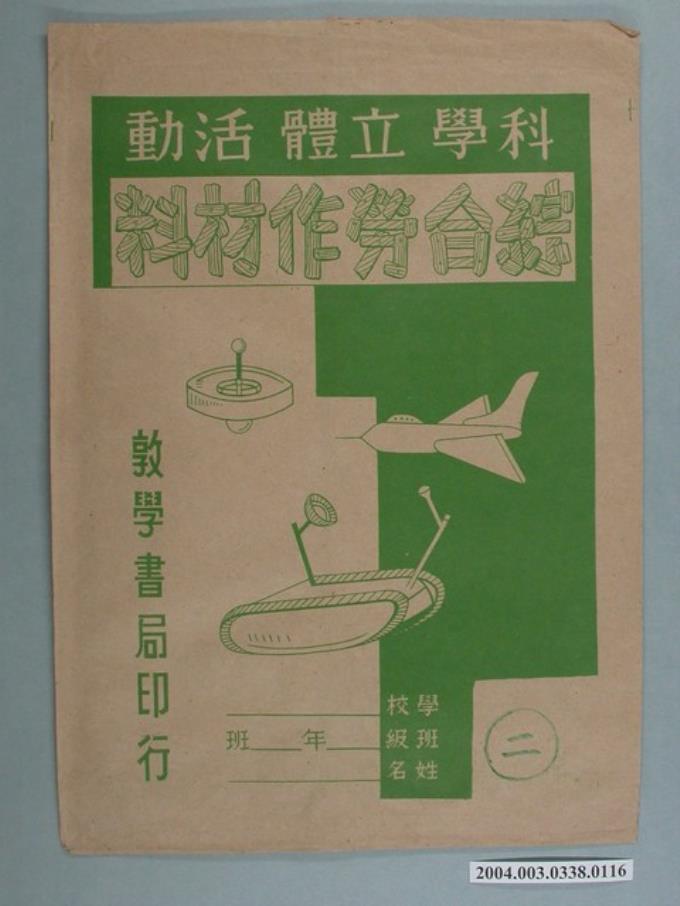 科學 立體 活動
綜合勞作材料
敦學書局印行
學校
班級 年 班
姓名
二
2004.003.0338.0116